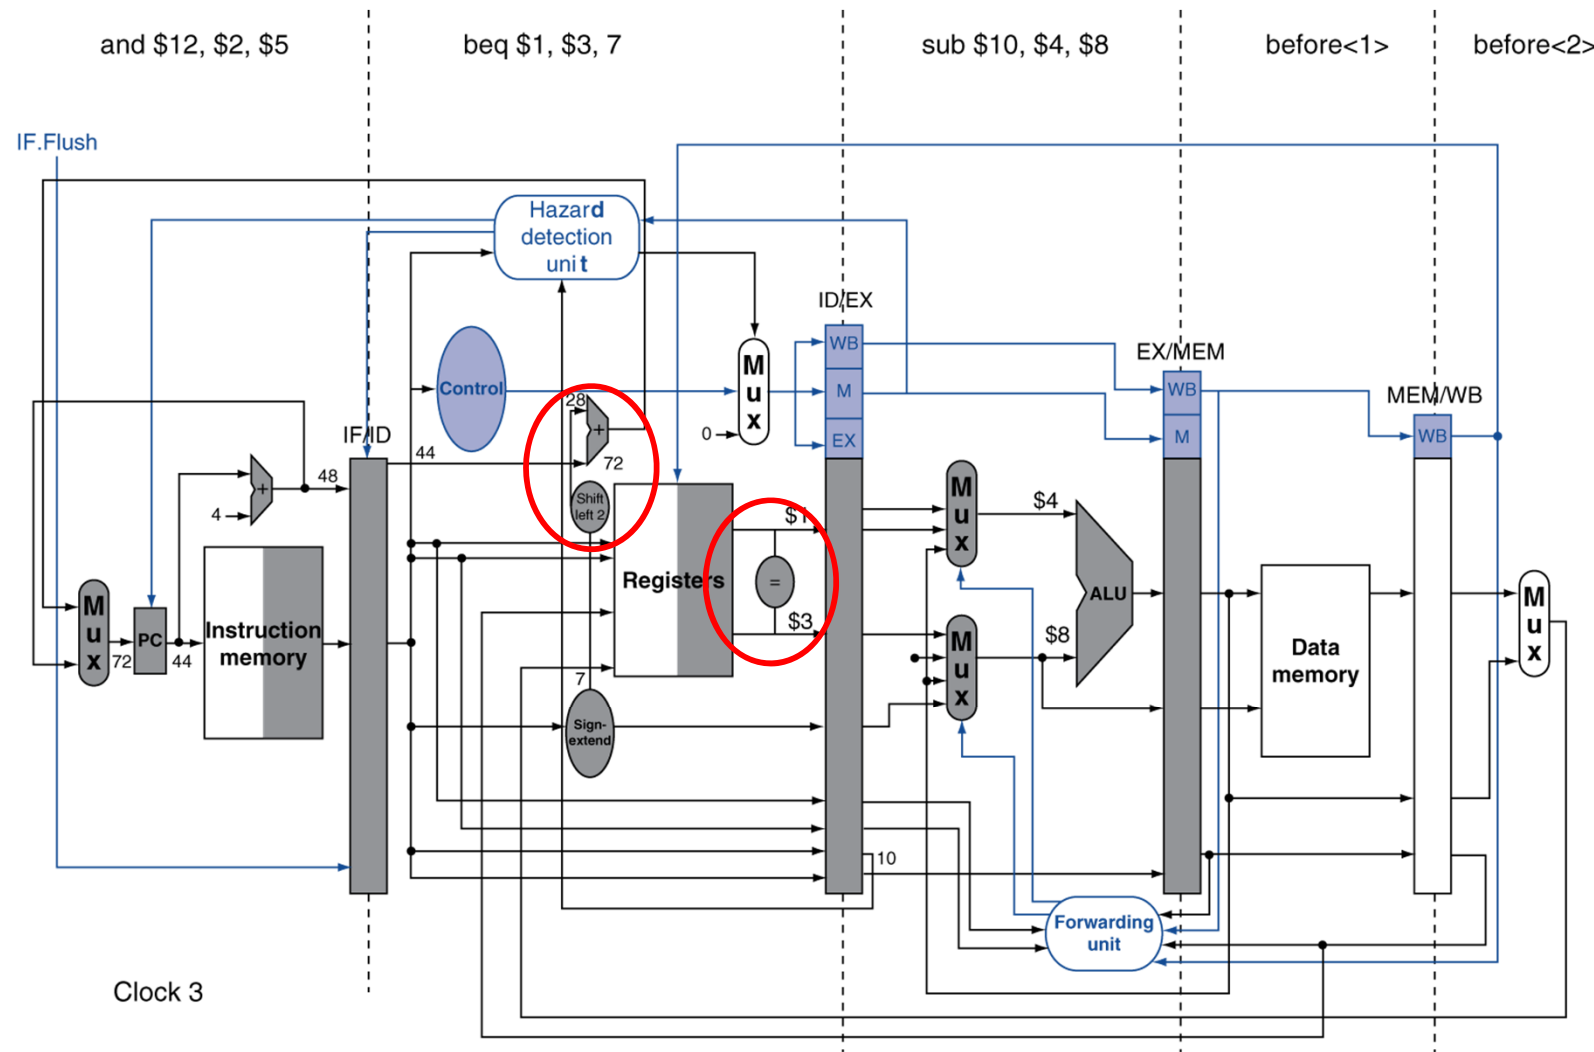 and $12, $2, $5
beq $1, $3, 7
sub $10, $4, $8
before<1>
before<2>
IF.Flush
Hazard
detection
unit
ID/EX
WB
M
EX
EX/MEM
WB
M
MEM/WB
WB
Control
M
u
x
0
28
+
72
IF/ID
44
48
+
4
Shift
left 2
$1
=
$3
Registers
M
u
x
$4
ALU
M
u
x
$8
M
u
x
72
PC
44
Instruction
memory
Data
memory
M
u
x
7
Sign-
extend
10
Forwarding
unit
Clock 3